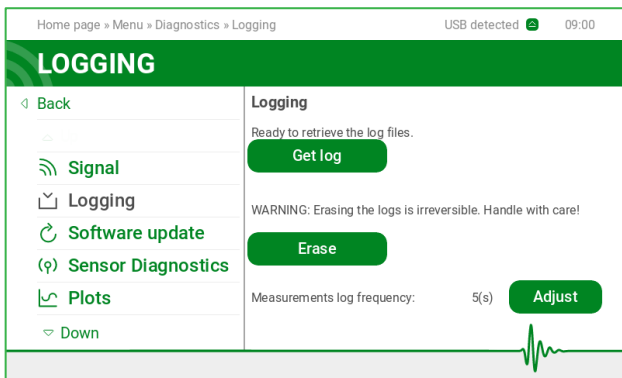 Home page » Menu » Diagnostics » Logging
USB detected
09:00
LOGGING
Back
Signal
Logging
Software update
Sensor Diagnostics
Plots
Down
Logging
Ready to retrieve the log files.
Get log
WARNING: Erasing the logs is irreversible. Handle with care!
Erase
Measurements log frequency: 5(s)
Adjust